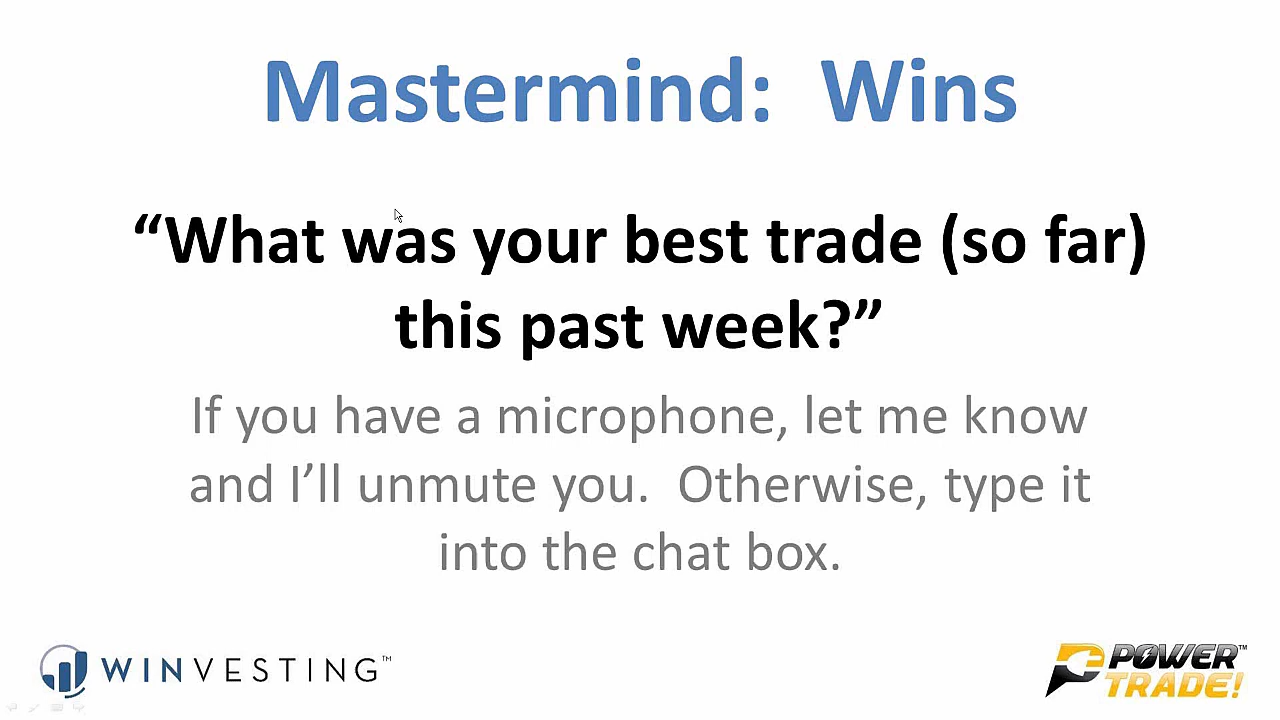 Mastermind:  Wins
“What was your best trade (so far)
this past week?”
If you have a microphone, let me know
and I’ll unmute you.  Otherwise, type it
into the chat box.
WINVESTING™
POWER™
TRADE!